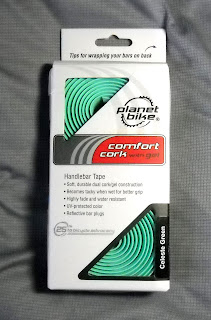 Tips for wrapping your bars on back
planet
bike®
comfort
cork with gel
Handlebar Tape
• Soft, durable dual cork/gel construction
• Becomes tacky when wet for better grip
• Highly fade and water resistant
• UV-protected color
• Reflective bar plugs
25%
Celeste Green